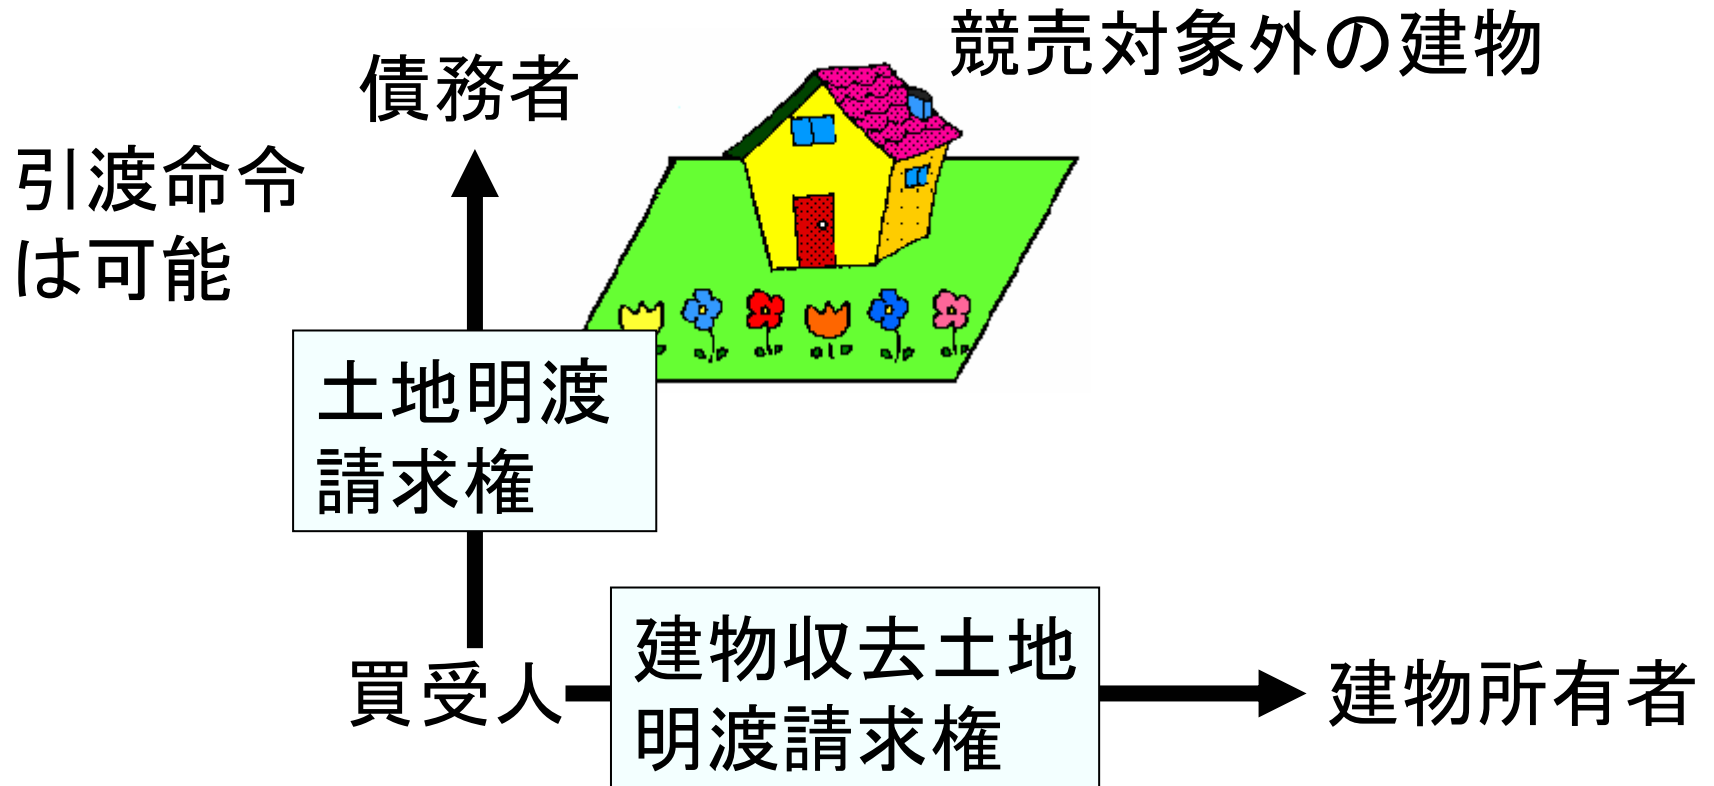 競売対象外の建物
債務者
引渡命令
は可能
土地明渡
請求権
買受人
建物収去土地
明渡請求権
建物所有者